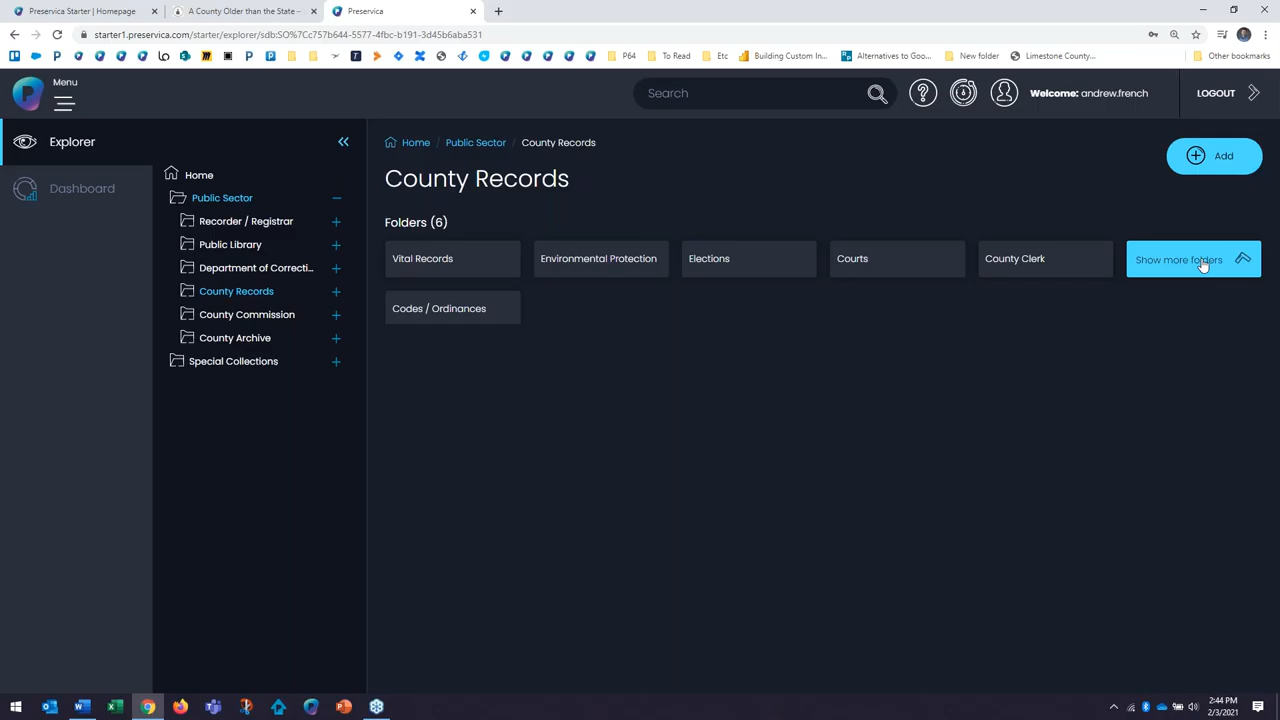 Preservica Starter | Homepage
A County Older than the State –
Preservica
starter1.preservica.com/starter/explorer/sdb:SO%7Cc757b644-5577-4fbc-b191-3d45b6aba531
P64
To Read
Etc
Building Custom In...
Alternatives to Goo...
New folder
Limestone County...
Other bookmarks
Menu
Search
Welcome: andrew.french
LOGOUT
Explorer
Dashboard
Home
Public Sector
Recorder / Registrar
Public Library
Department of Correcti...
County Records
County Commission
County Archive
Special Collections
Home / Public Sector / County Records
Add
County Records
Folders (6)
Vital Records
Environmental Protection
Elections
Courts
County Clerk
Show more folders
Codes / Ordinances
2:44 PM
2/3/2021